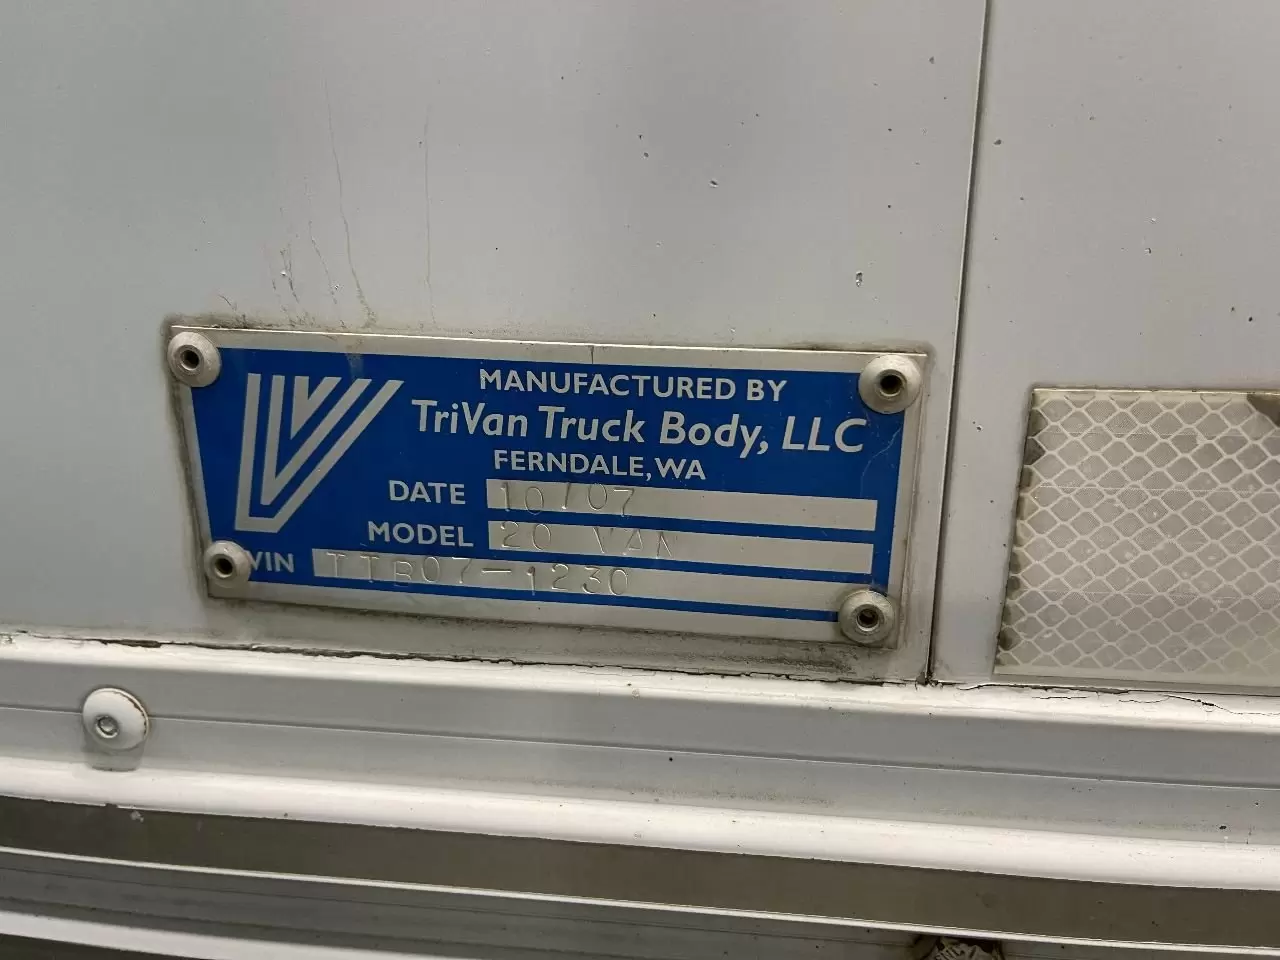 MANUFACTURED BY
TriVan Truck Body, LLC
FERNDALE, WA
DATE 10/07
MODEL 20 VAN
VIN TTB07-1230